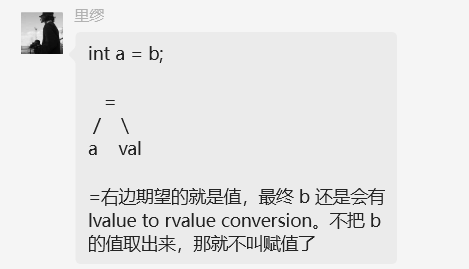 里缪
int a = b;
=
/ \
a val
=右边期望的就是值，最终 b 还是会有
lvalue to rvalue conversion。不把 b
的值取出来，那就不叫赋值了